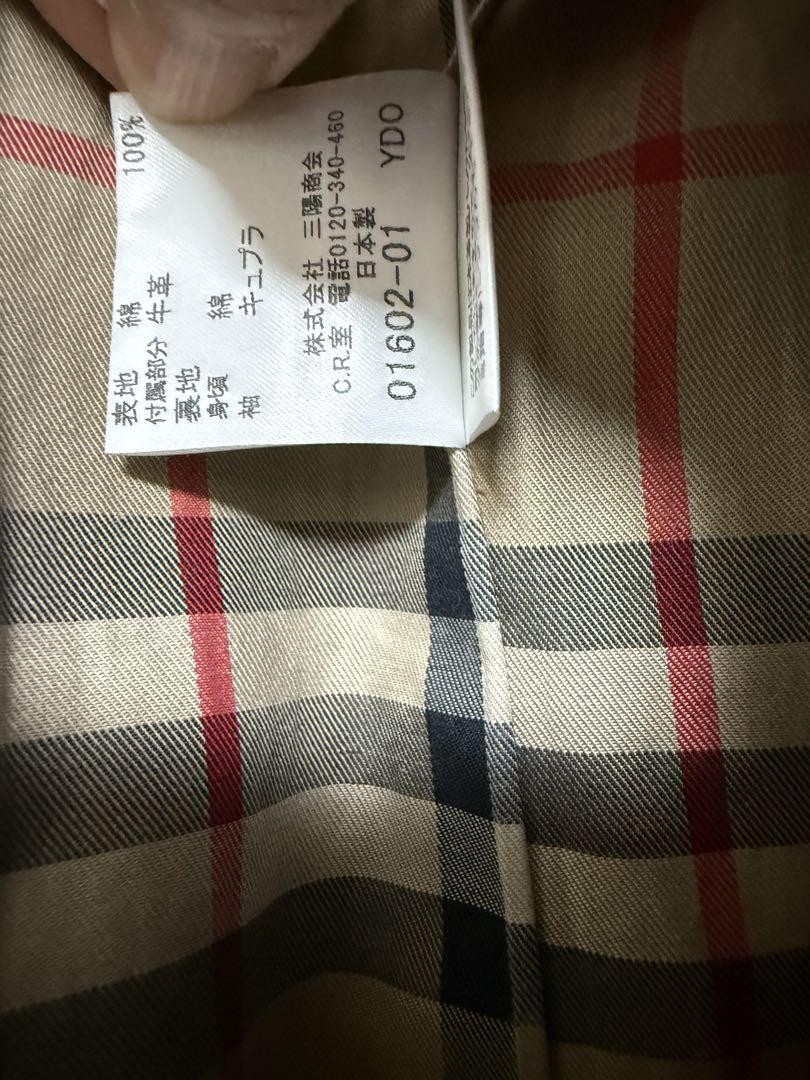 表地 綿 100%
付属部分 牛革
裏地
身頃 綿
袖 キュプラ
株式会社 三陽商会
C.R.室 電話0120-340-460
日本製
01602-01 YDO